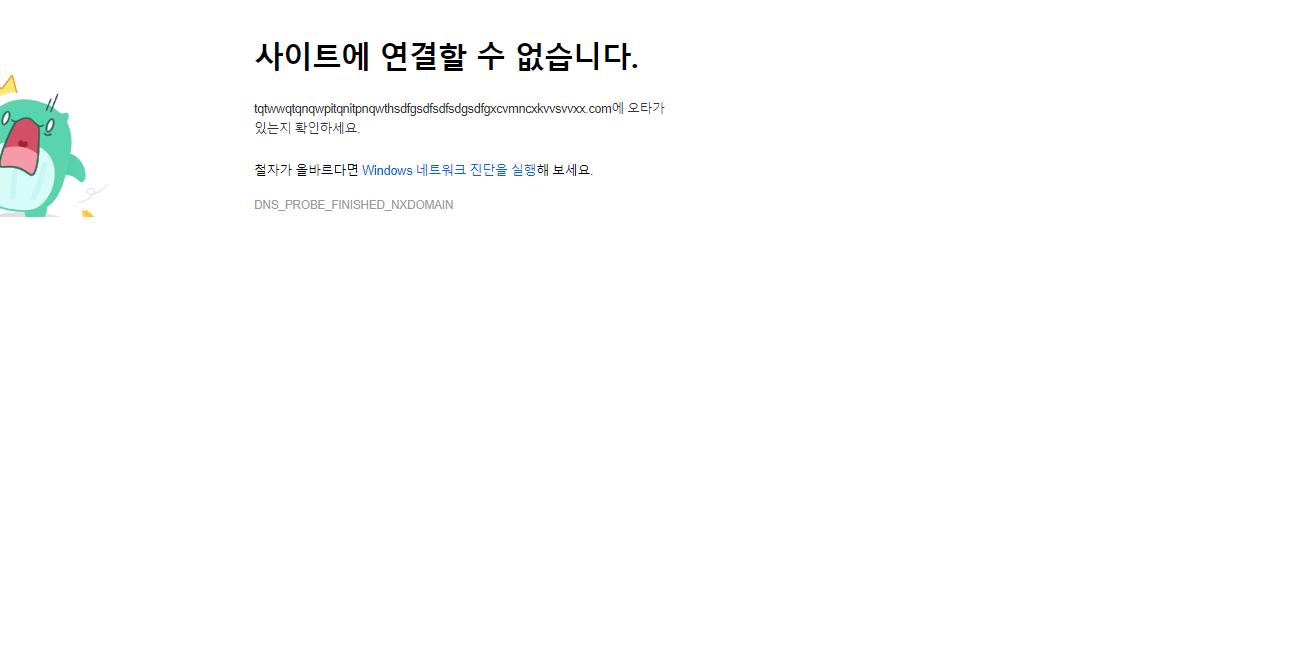 사이트에 연결할 수 없습니다.
tqtwwqtqnqwpitqnitpnqwthsdfgsdfsdfsdgsdfgxcvmncxkvvsvvxx.com에 오타가
있는지 확인하세요.
철자가 올바르다면 Windows 네트워크 진단을 실행해 보세요.
DNS_PROBE_FINISHED_NXDOMAIN